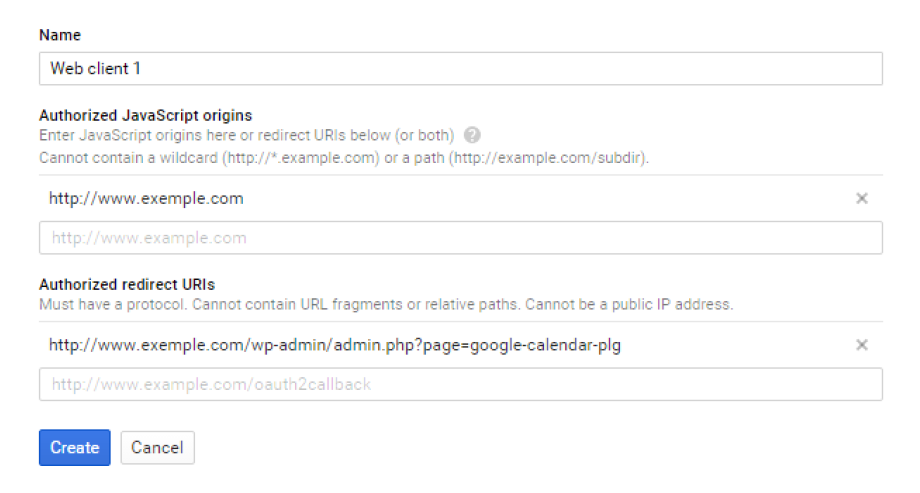 Name
Web client 1
Authorized JavaScript origins
Enter JavaScript origins here or redirect URIs below (or both) ?
Cannot contain a wildcard (http://*.example.com) or a path (http://example.com/subdir).
http://www.exemple.com ×
http://www.example.com
Authorized redirect URIs
Must have a protocol. Cannot contain URL fragments or relative paths. Cannot be a public IP address.
http://www.exemple.com/wp-admin/admin.php?page=google-calendar-plg ×
http://www.example.com/oauth2callback
Create Cancel